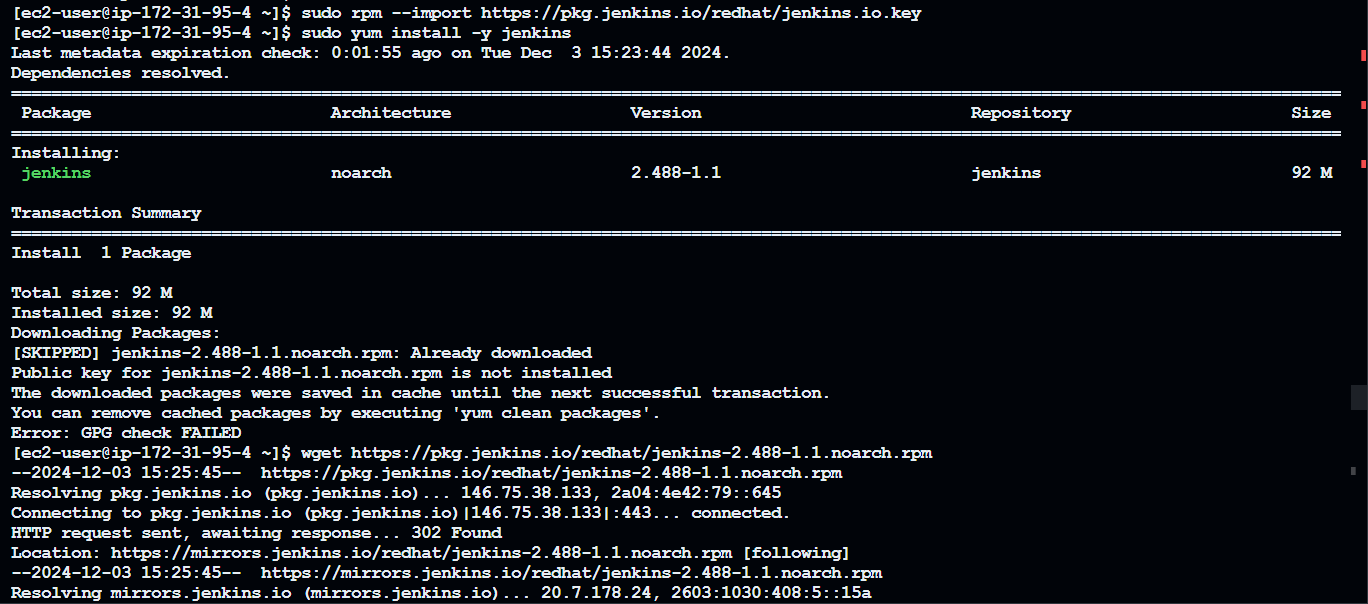 [ec2-user@ip-172-31-95-4 ~]$ sudo rpm --import https://pkg.jenkins.io/redhat/jenkins.io.key
[ec2-user@ip-172-31-95-4 ~]$ sudo yum install -y jenkins
Last metadata expiration check: 0:01:55 ago on Tue Dec  3 15:23:44 2024.
Dependencies resolved.
================================================================================
Package Architecture Version Repository Size
================================================================================
Installing:
jenkins noarch 2.488-1.1 jenkins 92 M
Transaction Summary
================================================================================
Install  1 Package
Total size: 92 M
Installed size: 92 M
Downloading Packages:
[SKIPPED] jenkins-2.488-1.1.noarch.rpm: Already downloaded
Public key for jenkins-2.488-1.1.noarch.rpm is not installed
The downloaded packages were saved in cache until the next successful transaction.
You can remove cached packages by executing 'yum clean packages'.
Error: GPG check FAILED
[ec2-user@ip-172-31-95-4 ~]$ wget https://pkg.jenkins.io/redhat/jenkins-2.488-1.1.noarch.rpm
--2024-12-03 15:25:45--  https://pkg.jenkins.io/redhat/jenkins-2.488-1.1.noarch.rpm
Resolving pkg.jenkins.io (pkg.jenkins.io)... 146.75.38.133, 2a04:4e42:79::645
Connecting to pkg.jenkins.io (pkg.jenkins.io)|146.75.38.133|:443... connected.
HTTP request sent, awaiting response... 302 Found
Location: https://mirrors.jenkins.io/redhat/jenkins-2.488-1.1.noarch.rpm [following]
--2024-12-03 15:25:45--  https://mirrors.jenkins.io/redhat/jenkins-2.488-1.1.noarch.rpm
Resolving mirrors.jenkins.io (mirrors.jenkins.io)... 20.7.178.24, 2603:1030:408:5::15a